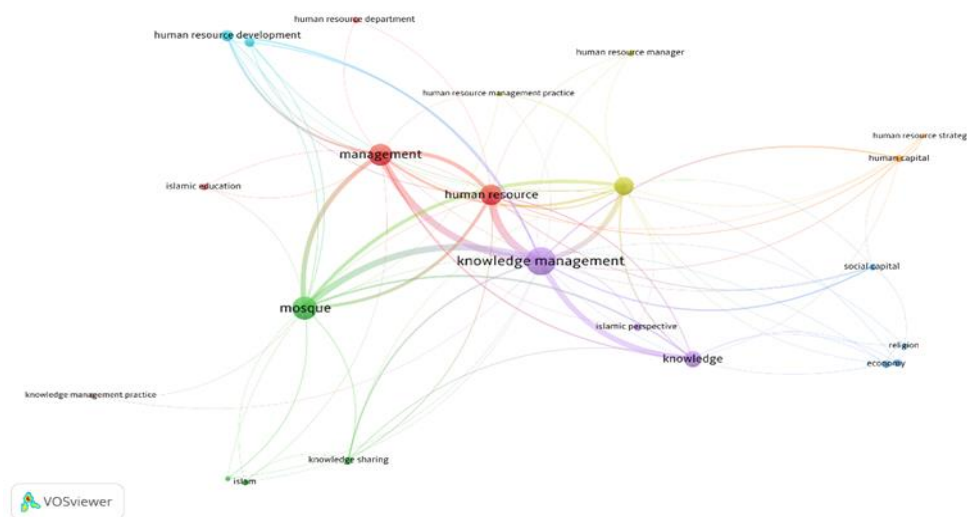 human resource department
human resource development
human resource manager
human resource management practice
human resource strateg
management
human capital
islamic education
human resource
knowledge management
social capital
mosque
islamic perspective
religion
knowledge
economy
knowledge management practice
knowledge sharing
islam
VOSviewer